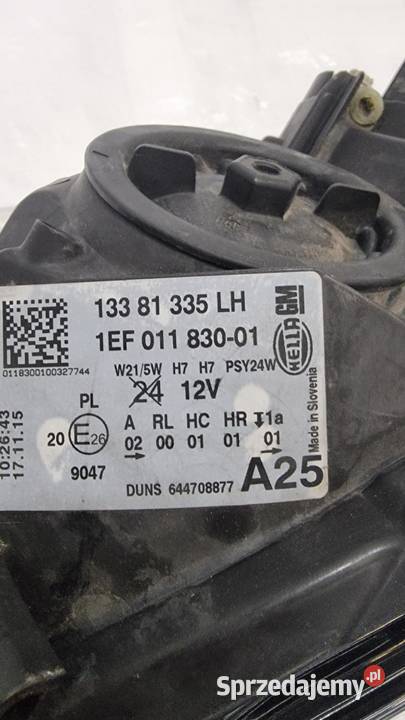 133 81 335 LH
1EF 011 830-01
HELLA GM
0118300100327744
W21/5W H7 H7 PSY24W
24 12V
Made in Slovenia
PL A RL HC HR 1a
20 E26 02 00 01 01 01
9047
10:26:43
17.11.15
DUNS 644708877
A25
Sprzedajemy.pl